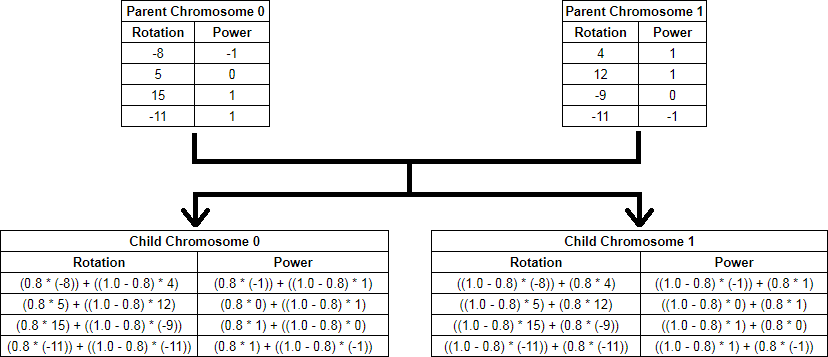 Parent Chromosome 0 Parent Chromosome 1
Rotation Power Rotation Power
-8 -1 4 1
5 0 12 1
15 1 -9 0
-11 1 -11 -1
Child Chromosome 0 Child Chromosome 1
Rotation Power Rotation Power
(0.8 * (-8)) + ((1.0 - 0.8) * 4) (0.8 * (-1)) + ((1.0 - 0.8) * 1) ((1.0 - 0.8) * (-8)) + (0.8 * 4) ((1.0 - 0.8) * (-1)) + (0.8 * 1)
(0.8 * 5) + ((1.0 - 0.8) * 12) (0.8 * 0) + ((1.0 - 0.8) * 1) ((1.0 - 0.8) * 5) + (0.8 * 12) ((1.0 - 0.8) * 0) + (0.8 * 1)
(0.8 * 15) + ((1.0 - 0.8) * (-9)) (0.8 * 1) + ((1.0 - 0.8) * 0) ((1.0 - 0.8) * 15) + (0.8 * (-9)) ((1.0 - 0.8) * 1) + (0.8 * 0)
(0.8 * (-11)) + ((1.0 - 0.8) * (-11)) (0.8 * 1) + ((1.0 - 0.8) * (-1)) ((1.0 - 0.8) * (-11)) + (0.8 * (-11)) ((1.0 - 0.8) * 1) + (0.8 * (-1))